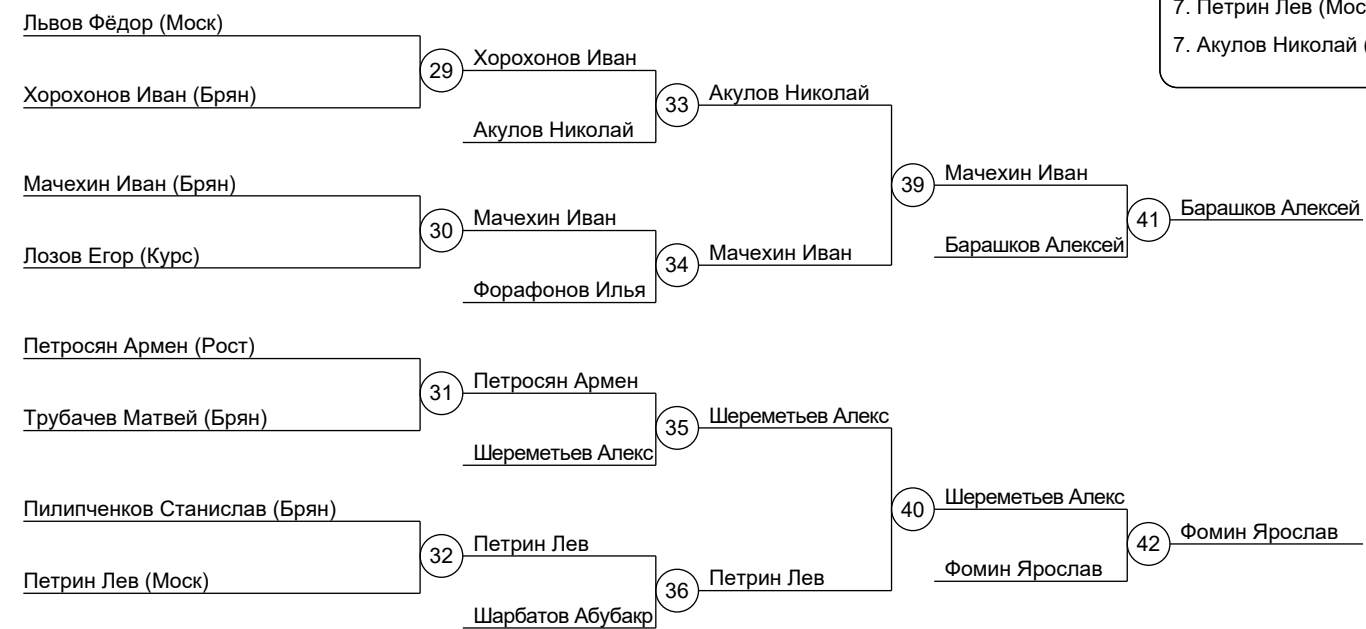 7. Петрин Лев (Мос
7. Акулов Николай (
Львов Фёдор (Моск)
29
Хорохонов Иван
Хорохонов Иван (Брян)
33
Акулов Николай
Акулов Николай
Мачехин Иван (Брян)
39
Мачехин Иван
30
Мачехин Иван
41
Барашков Алексей
Лозов Егор (Курс)
34
Мачехин Иван
Барашков Алексей
Форафонов Илья
Петросян Армен (Рост)
31
Петросян Армен
Трубачев Матвей (Брян)
35
Шереметьев Алекс
Шереметьев Алекс
Пилипченков Станислав (Брян)
40
Шереметьев Алекс
32
Петрин Лев
42
Фомин Ярослав
Петрин Лев (Моск)
36
Петрин Лев
Фомин Ярослав
Шарбатов Абубакр